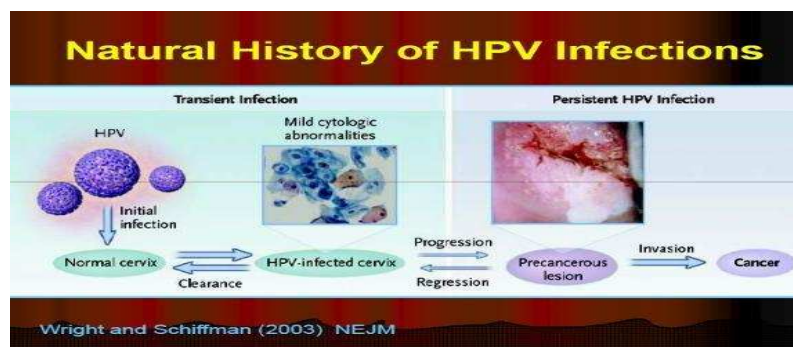 Natural History of HPV Infections
Transient Infection
Persistent HPV Infection
HPV
Mild cytologic
abnormalities
Initial
infection
Normal cervix
Clearance
HPV-infected cervix
Progression
Regression
Precancerous
lesion
Invasion
Cancer
Wright and Schiffman (2003) NEJM